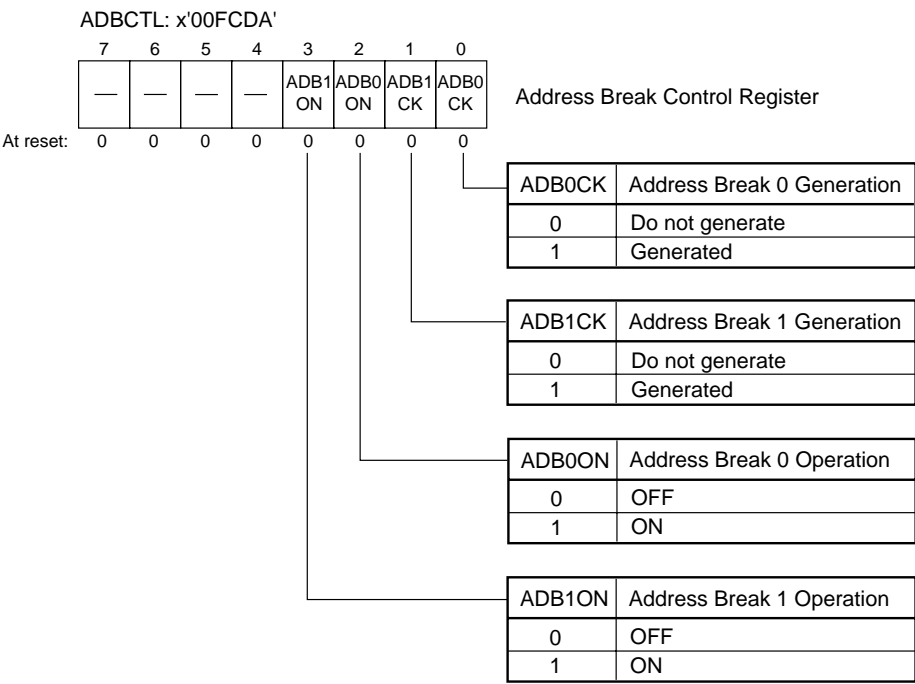 ADBCTL: x'00FCDA'
7 6 5 4 3 2 1 0
— — — — ADB1 ON ADB0 ON ADB1 CK ADB0 CK
Address Break Control Register
At reset: 0 0 0 0 0 0 0 0
ADB0CK Address Break 0 Generation
0 Do not generate
1 Generated
ADB1CK Address Break 1 Generation
0 Do not generate
1 Generated
ADB0ON Address Break 0 Operation
0 OFF
1 ON
ADB1ON Address Break 1 Operation
0 OFF
1 ON